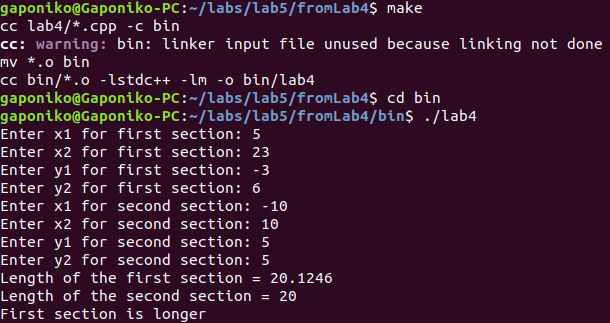 gaponiko@Gaponiko-PC:~/labs/lab5/fromLab4$ make
cc lab4/*.cpp -c bin
cc: warning: bin: linker input file unused because linking not done
mv *.o bin
cc bin/*.o -lstdc++ -lm -o bin/lab4
gaponiko@Gaponiko-PC:~/labs/lab5/fromLab4$ cd bin
gaponiko@Gaponiko-PC:~/labs/lab5/fromLab4/bin$ ./lab4
Enter x1 for first section: 5
Enter x2 for first section: 23
Enter y1 for first section: -3
Enter y2 for first section: 6
Enter x1 for second section: -10
Enter x2 for second section: 10
Enter y1 for second section: 5
Enter y2 for second section: 5
Length of the first section = 20.1246
Length of the second section = 20
First section is longer